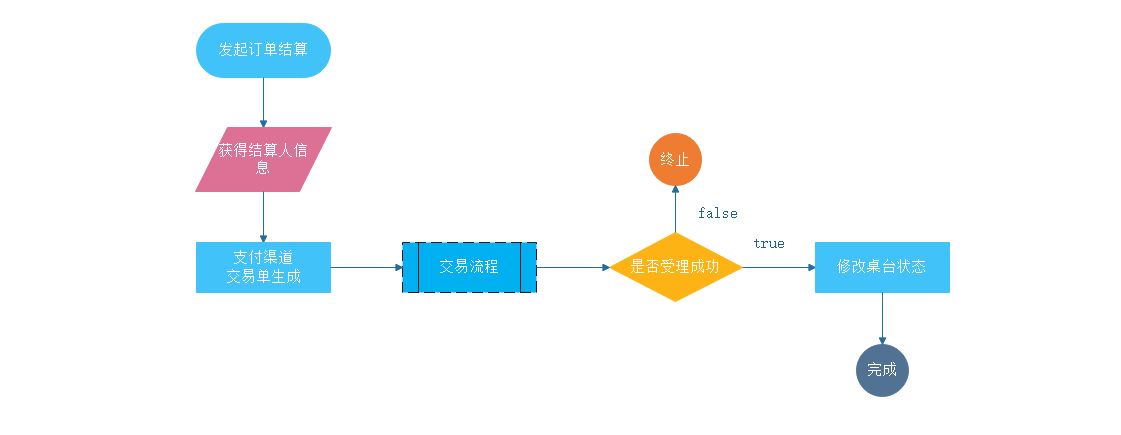 发起订单结算
获得结算人信
息
支付渠道
交易单生成
交易流程
是否受理成功
终止
false
true
修改桌台状态
完成